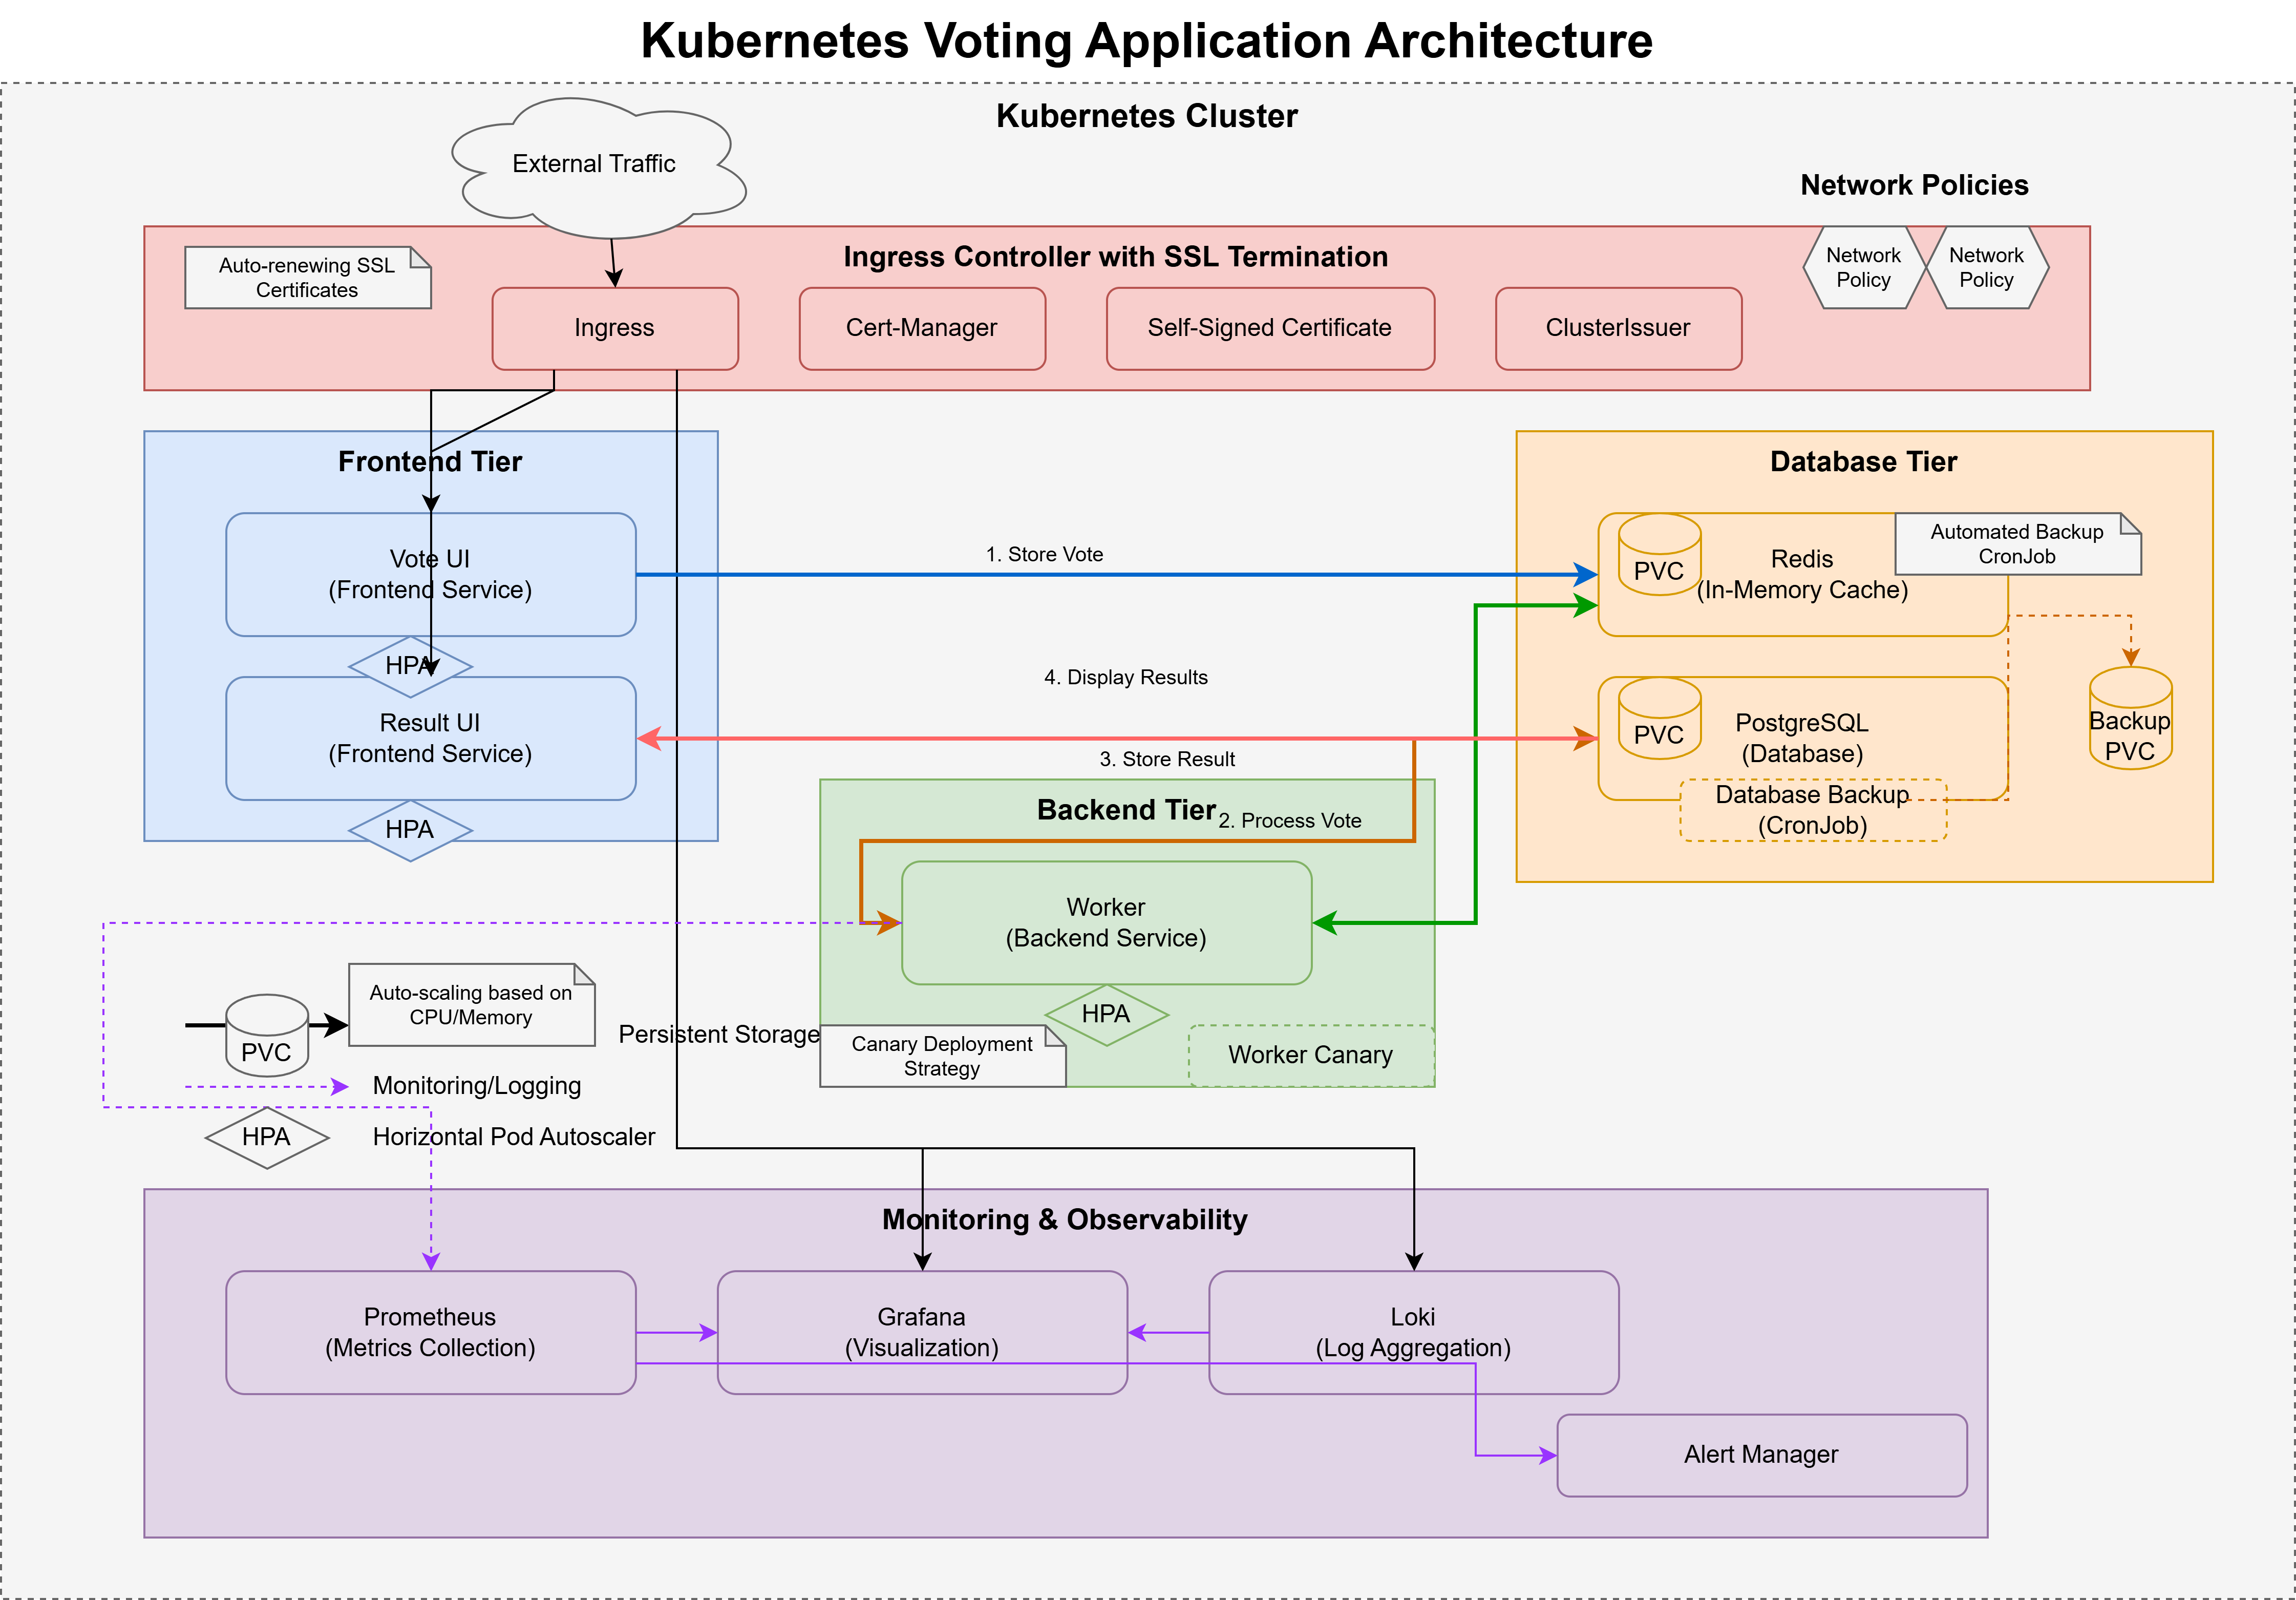 Kubernetes Voting Application Architecture
Kubernetes Cluster
External Traffic
Network Policies
Ingress Controller with SSL Termination
Auto-renewing SSL
Certificates
Network
Policy
Network
Policy
Ingress
Cert-Manager
Self-Signed Certificate
ClusterIssuer
Frontend Tier
Vote UI
(Frontend Service)
HPA
Result UI
(Frontend Service)
HPA
1. Store Vote
4. Display Results
3. Store Result
Database Tier
PVC
Redis
(In-Memory Cache)
Automated Backup
CronJob
PVC
PostgreSQL
(Database)
Backup
PVC
Database Backup
(CronJob)
Backend Tier
2. Process Vote
Worker
(Backend Service)
HPA
Canary Deployment
Strategy
Worker Canary
PVC
Auto-scaling based on
CPU/Memory
Persistent Storage
Monitoring/Logging
HPA
Horizontal Pod Autoscaler
Monitoring & Observability
Prometheus
(Metrics Collection)
Grafana
(Visualization)
Loki
(Log Aggregation)
Alert Manager